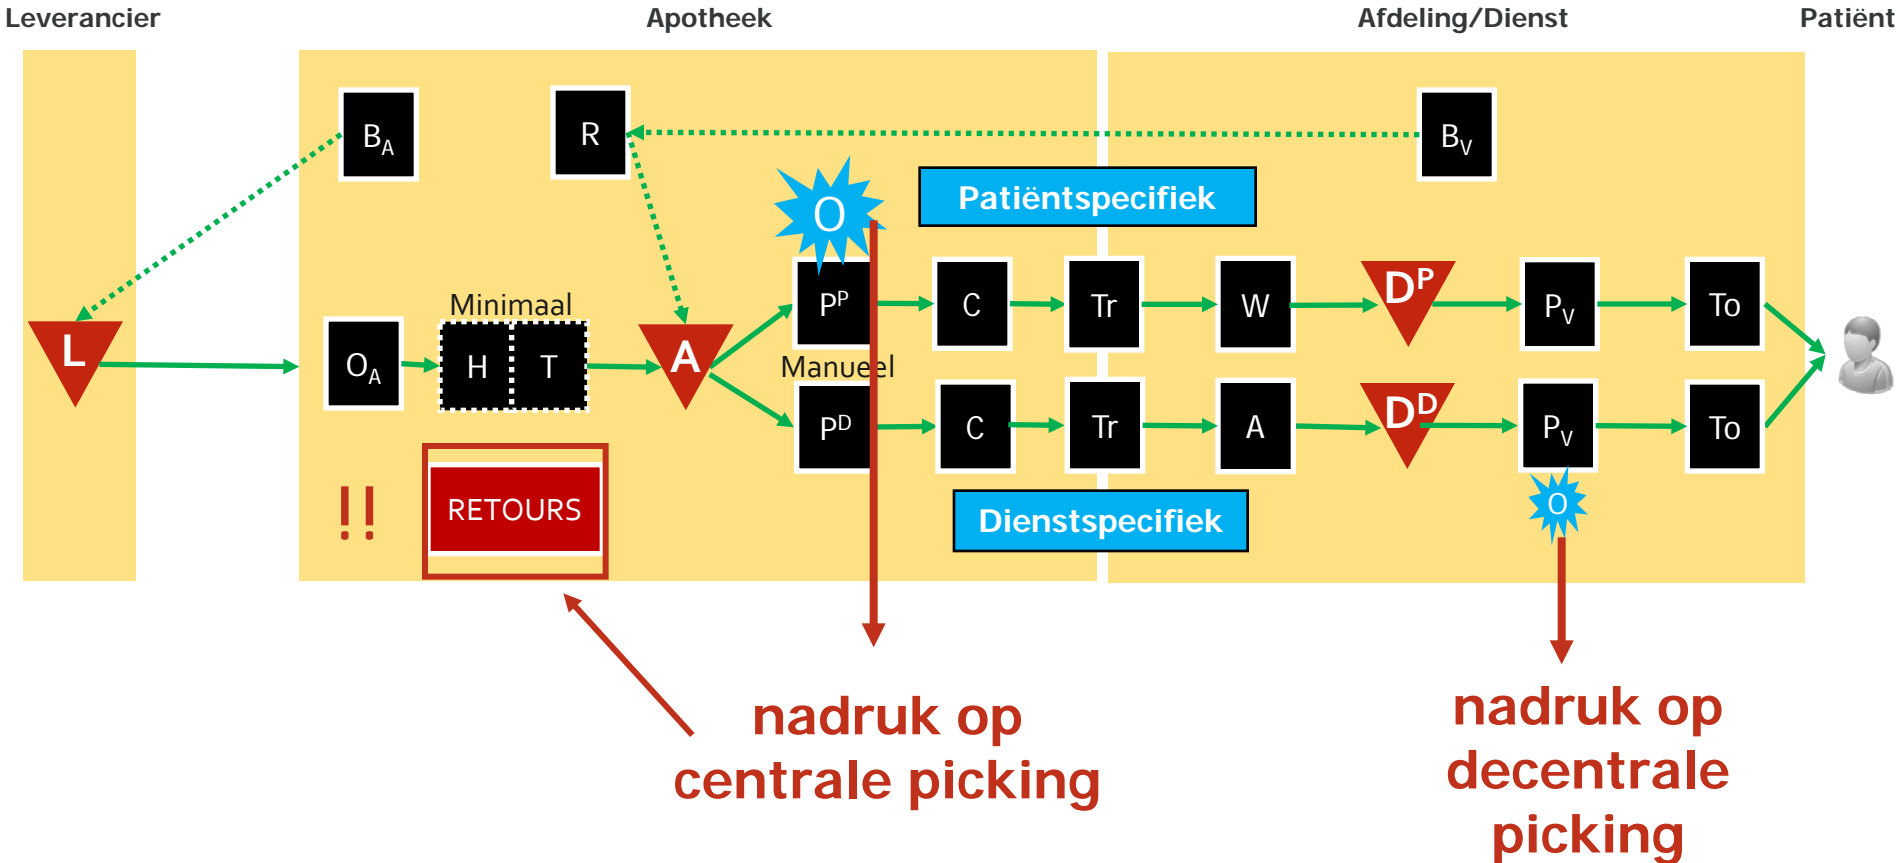 Leverancier
Apotheek
Afdeling/Dienst
Patiënt
BA
R
BV
O
Patiëntspecifiek
Minimaal
L
OA
H
T
A
PP
C
Tr
W
DP
PV
To
Manueel
PD
C
Tr
A
DD
PV
To
!!
RETOURS
Dienstspecifiek
O
nadruk op
centrale picking
nadruk op
decentrale
picking